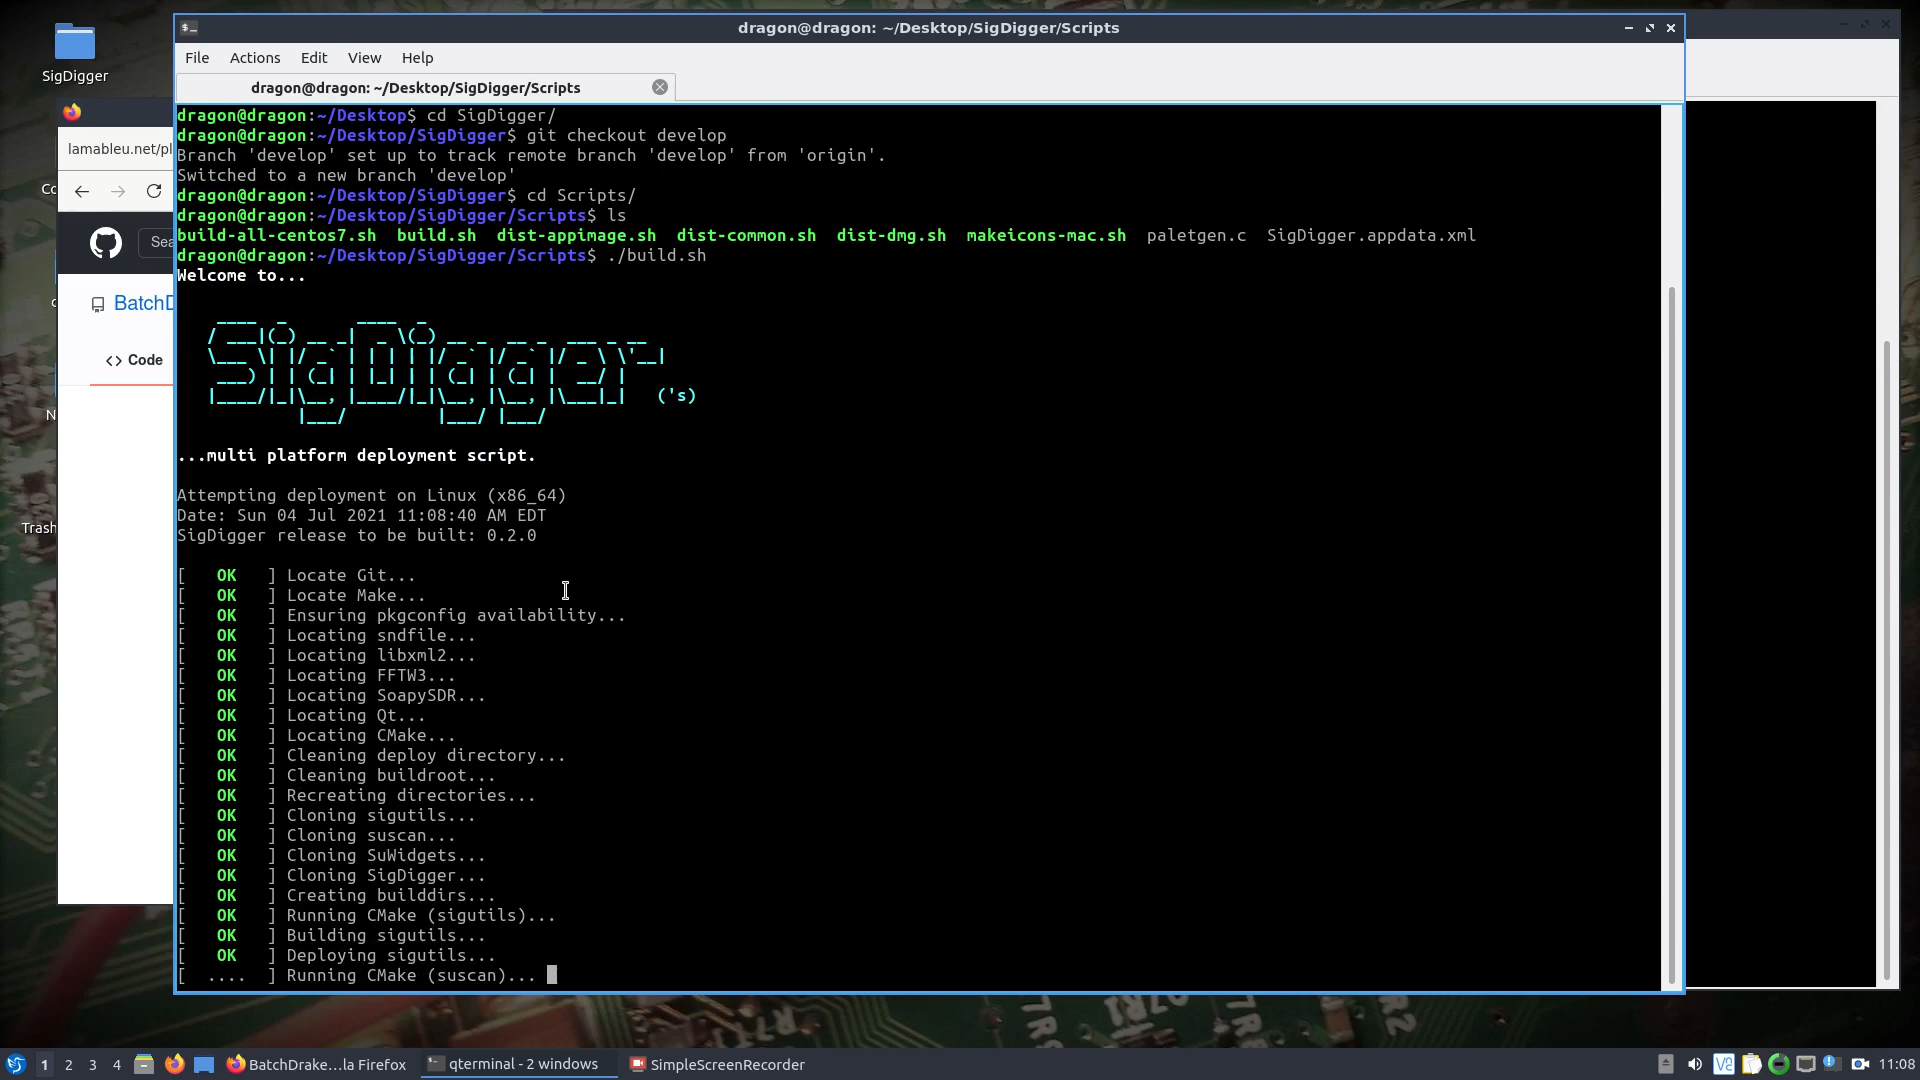 dragon@dragon: ~/Desktop/SigDigger/Scripts
SigDigger
File Actions Edit View Help
dragon@dragon: ~/Desktop/SigDigger/Scripts
dragon@dragon:~/Desktop$ cd SigDigger/
dragon@dragon:~/Desktop/SigDigger$ git checkout develop
Branch 'develop' set up to track remote branch 'develop' from 'origin'.
Switched to a new branch 'develop'
dragon@dragon:~/Desktop/SigDigger$ cd Scripts/
dragon@dragon:~/Desktop/SigDigger/Scripts$ ls
build-all-centos7.sh build.sh dist-appimage.sh dist-common.sh dist-dmg.sh makeicons-mac.sh paletgen.c SigDigger.appdata.xml
dragon@dragon:~/Desktop/SigDigger/Scripts$ ./build.sh
Welcome to...
SigDigger ('s)
...multi platform deployment script.
Attempting deployment on Linux (x86_64)
Date: Sun 04 Jul 2021 11:08:40 AM EDT
SigDigger release to be built: 0.2.0
[ OK ] Locate Git...
[ OK ] Locate Make...
[ OK ] Ensuring pkgconfig availability...
[ OK ] Locating sndfile...
[ OK ] Locating libxml2...
[ OK ] Locating FFTW3...
[ OK ] Locating SoapySDR...
[ OK ] Locating Qt...
[ OK ] Locating CMake...
[ OK ] Cleaning deploy directory...
[ OK ] Cleaning buildroot...
[ OK ] Recreating directories...
[ OK ] Cloning sigutils...
[ OK ] Cloning suscan...
[ OK ] Cloning SuWidgets...
[ OK ] Cloning SigDigger...
[ OK ] Creating builddirs...
[ OK ] Running CMake (sigutils)...
[ OK ] Building sigutils...
[ OK ] Deploying sigutils...
[ .... ] Running CMake (suscan)...
lamableu.net/pl
Co
Sea
BatchD
<> Code
N
Trash
1 2 3 4 BatchDrake...la Firefox qterminal - 2 windows SimpleScreenRecorder 11:08